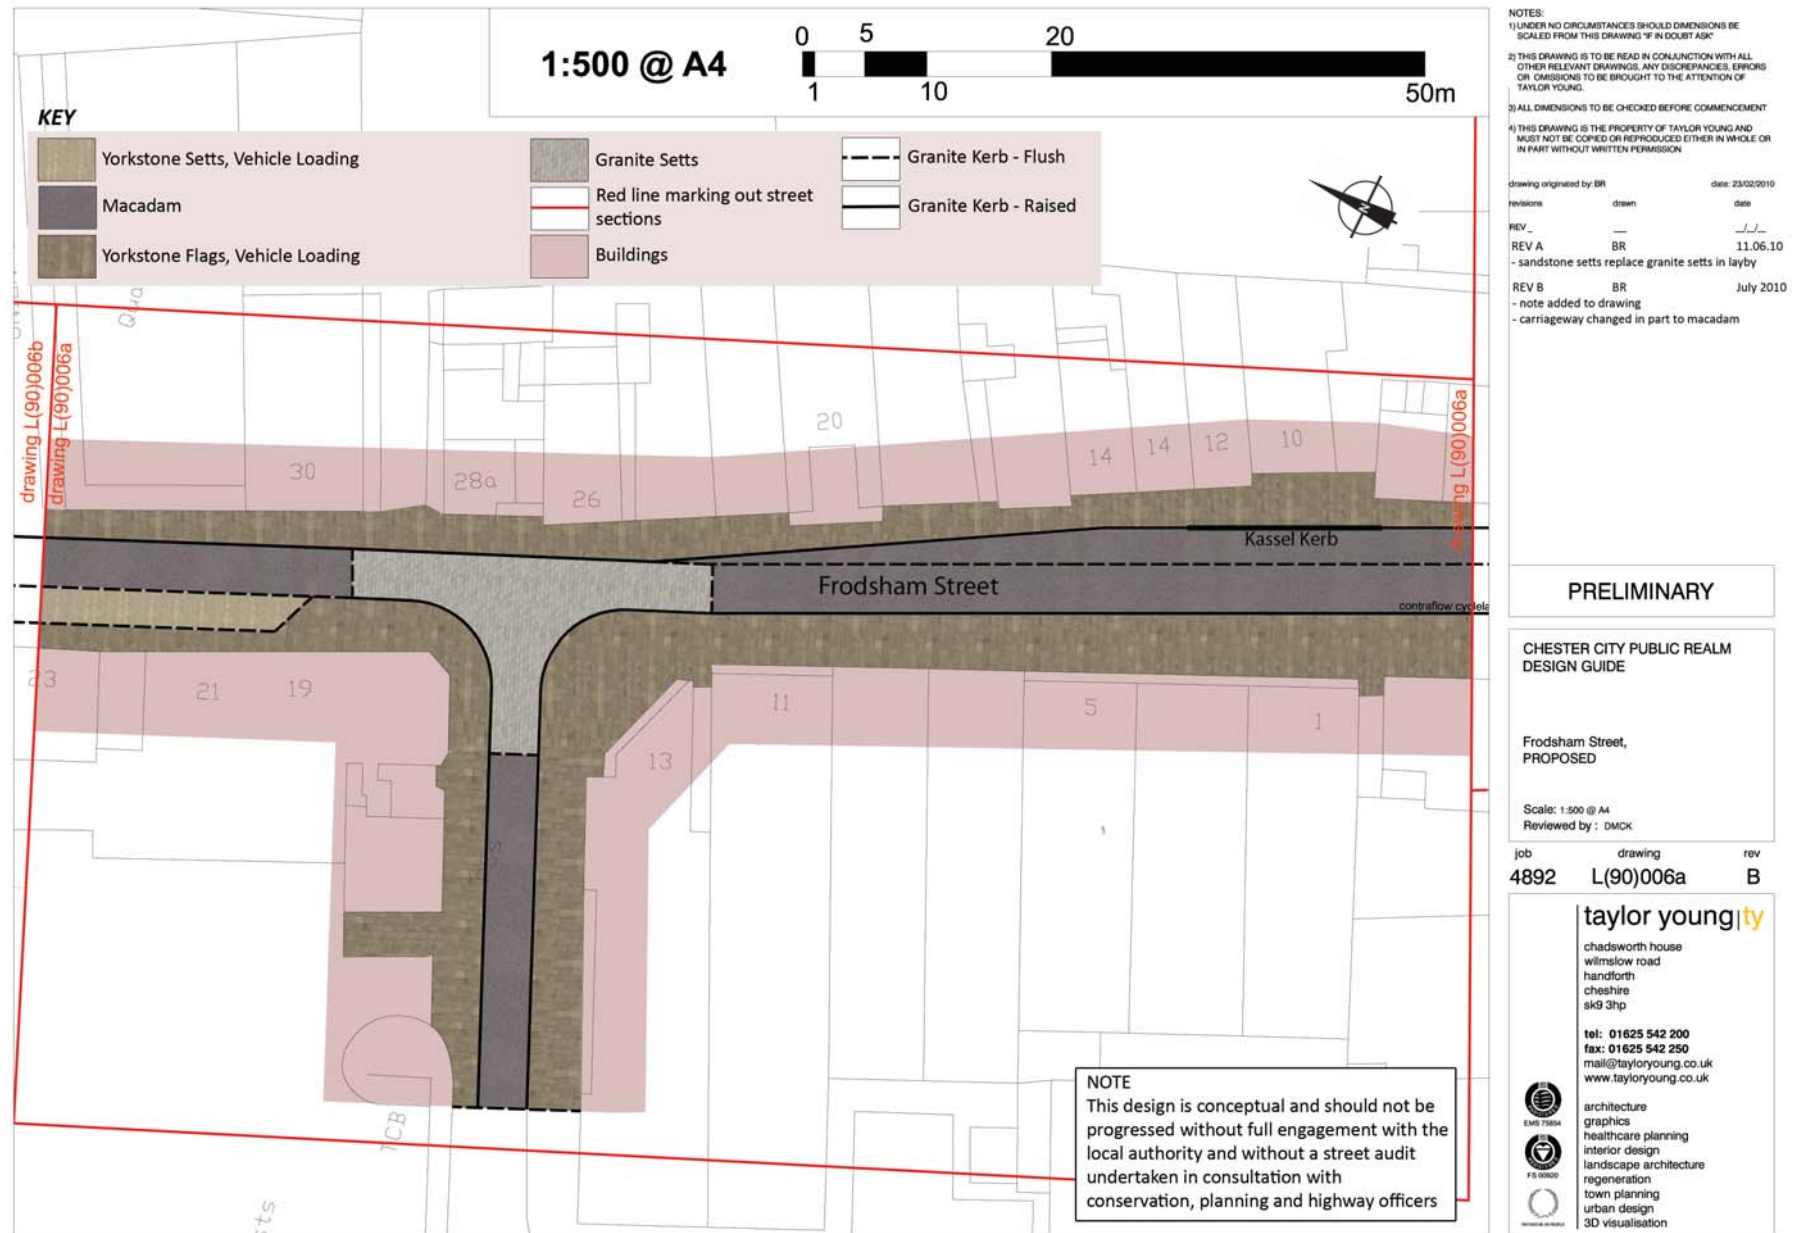 1:500 @ A4
0 5 20
1 10 50m
KEY
Yorkstone Setts, Vehicle Loading
Macadam
Yorkstone Flags, Vehicle Loading
Granite Setts
Red line marking out street
sections
Buildings
Granite Kerb - Flush
Granite Kerb - Raised
N
Qua
drawing L(90)006b
drawing L(90)006a
30
28a
26
20
14
14
12
10
drawing L(90)006a
Kassel Kerb
Frodsham Street
contraflow cyclela
23
21
19
13
11
5
1
TCB
sts
NOTE
This design is conceptual and should not be
progressed without full engagement with the
local authority and without a street audit
undertaken in consultation with
conservation, planning and highway officers
NOTES:
1) UNDER NO CIRCUMSTANCES SHOULD DIMENSIONS BE
SCALED FROM THIS DRAWING "IF IN DOUBT ASK"
2) THIS DRAWING IS TO BE READ IN CONJUNCTION WITH ALL
OTHER RELEVANT DRAWINGS, ANY DISCREPANCIES, ERRORS
OR OMISSIONS TO BE BROUGHT TO THE ATTENTION OF
TAYLOR YOUNG.
3) ALL DIMENSIONS TO BE CHECKED BEFORE COMMENCEMENT
4) THIS DRAWING IS THE PROPERTY OF TAYLOR YOUNG AND
MUST NOT BE COPIED OR REPRODUCED EITHER IN WHOLE OR
IN PART WITHOUT WRITTEN PERMISSION
drawing originated by: BR date: 23/02/2010
revisions drawn date
REV _ __ _/_/_
REV A BR 11.06.10
- sandstone setts replace granite setts in layby
REV B BR July 2010
- note added to drawing
- carriageway changed in part to macadam
PRELIMINARY
CHESTER CITY PUBLIC REALM
DESIGN GUIDE
Frodsham Street,
PROPOSED
Scale: 1:500 @ A4
Reviewed by : DMCK
job drawing rev
4892 L(90)006a B
taylor young|ty
chadsworth house
wilmslow road
handforth
cheshire
sk9 3hp
tel: 01625 542 200
fax: 01625 542 250
mail@tayloryoung.co.uk
www.tayloryoung.co.uk
architecture
graphics
healthcare planning
interior design
landscape architecture
regeneration
town planning
urban design
3D visualisation
EMS 75854